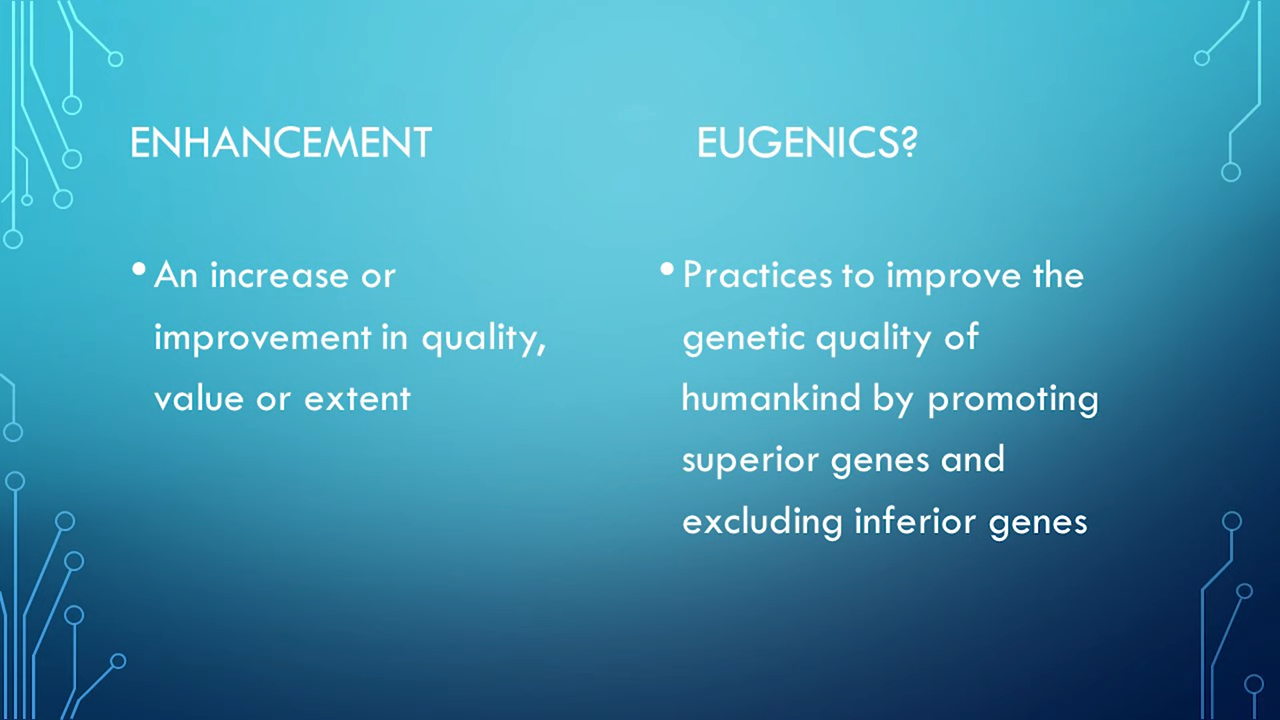 ENHANCEMENT
• An increase or
improvement in quality,
value or extent
EUGENICS?
• Practices to improve the
genetic quality of
humankind by promoting
superior genes and
excluding inferior genes